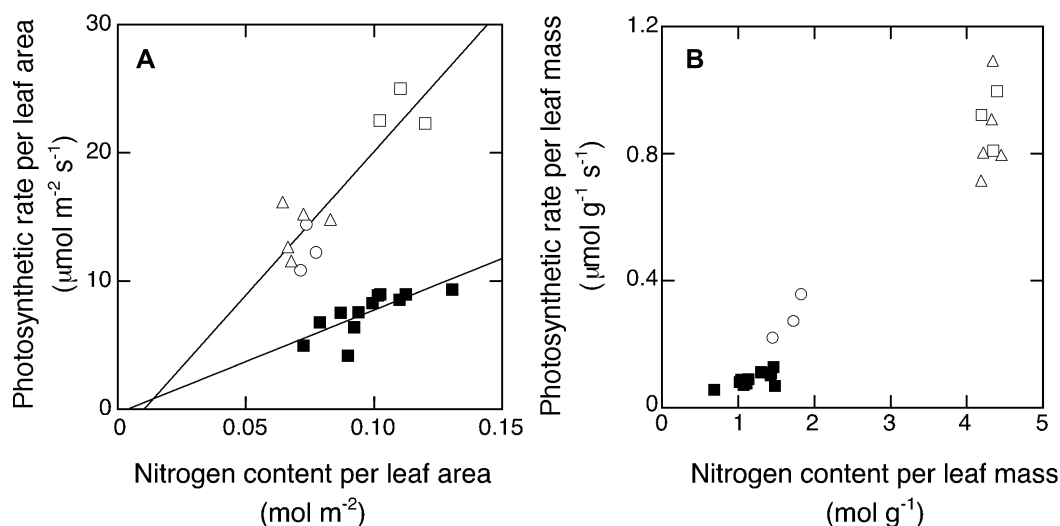 A
30
20
10
0
0
0.05
0.10
0.15
Photosynthetic rate per leaf area
(μmol m-2 s-1)
Nitrogen content per leaf area
(mol m-2)
B
1.2
0.8
0.4
0
0
1
2
3
4
5
Photosynthetic rate per leaf mass
(μmol g-1 s-1)
Nitrogen content per leaf mass
(mol g-1)